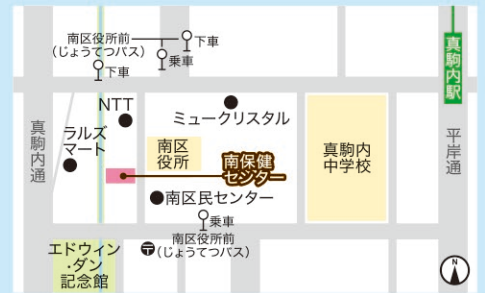 南区役所前
(じょうてつバス)
下車
乗車
下車
真駒内駅
NTT
ミュークリスタル
真駒内通
ラルズ
マート
南区
役所
南保健
センター
真駒内
中学校
平岸通
南区民センター
乗車
南区役所前
(じょうてつバス)
エドウィン
・ダン
記念館
〒
N